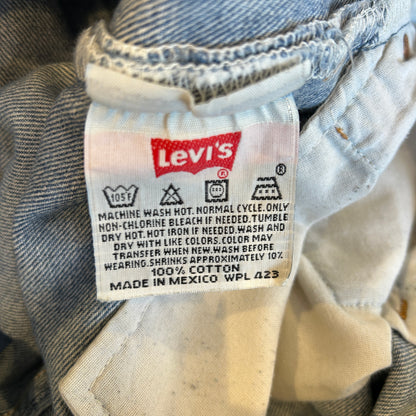 LEVI'S
®
105F
®
MACHINE WASH HOT. NORMAL CYCLE. ONLY
NON-CHLORINE BLEACH IF NEEDED. TUMBLE
DRY HOT. HOT IRON IF NEEDED. WASH AND
DRY WITH LIKE COLORS. COLOR MAY
TRANSFER WHEN NEW. WASH BEFORE
WEARING. SHRINKS APPROXIMATELY 10%
100% COTTON
MADE IN MEXICO WPL 423